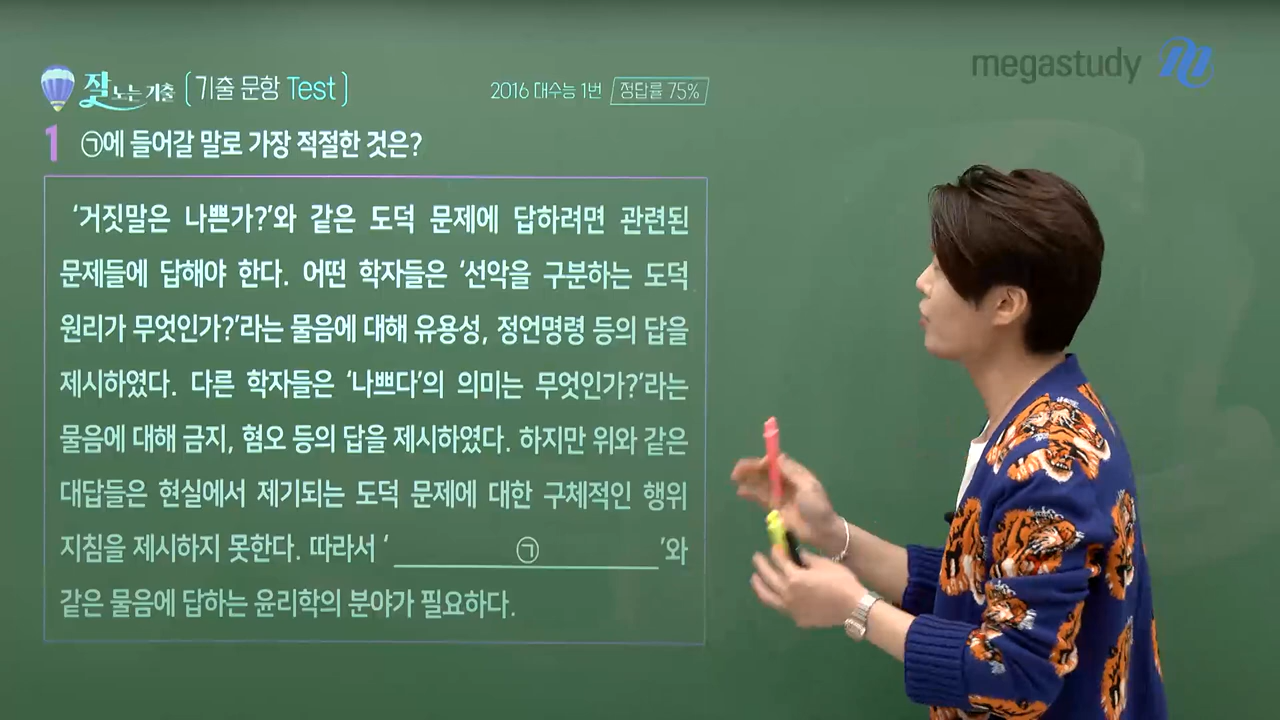 megastudy
잘 노는 기출 [기출 문항 Test]
2016 대수능 1번 정답률 75%
1 ㉠에 들어갈 말로 가장 적절한 것은?
‘거짓말은 나쁜가?’와 같은 도덕 문제에 답하려면 관련된
문제들에 답해야 한다. 어떤 학자들은 ‘선악을 구분하는 도덕
원리가 무엇인가?’라는 물음에 대해 유용성, 정언명령 등의 답을
제시하였다. 다른 학자들은 ‘나쁘다’의 의미는 무엇인가?’라는
물음에 대해 금지, 혐오 등의 답을 제시하였다. 하지만 위와 같은
대답들은 현실에서 제기되는 도덕 문제에 대한 구체적인 행위
지침을 제시하지 못한다. 따라서 ‘ ㉠ ’와
같은 물음에 답하는 윤리학의 분야가 필요하다.